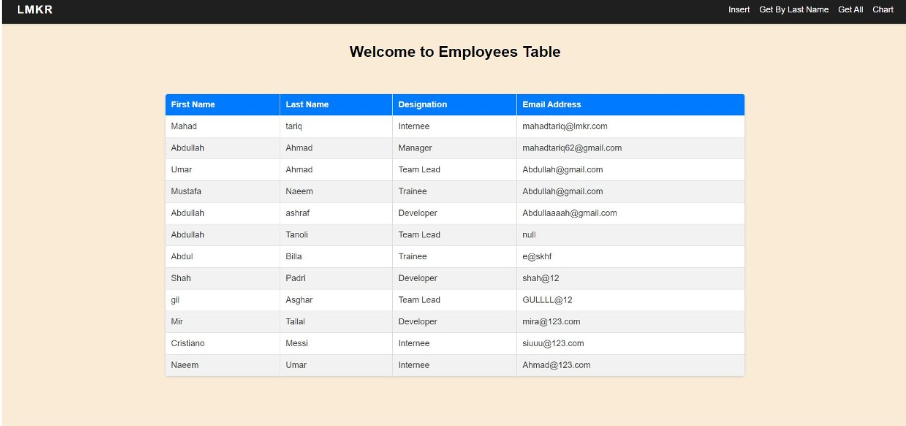 LMKR Insert Get By Last Name Get All Chart
Welcome to Employees Table
First Name Last Name Designation Email Address
Mahad tariq Internee mahadtariq@lmkr.com
Abdullah Ahmad Manager mahadtariq62@gmail.com
Umar Ahmad Team Lead Abdullah@gmail.com
Mustafa Naeem Trainee Abdullah@gmail.com
Abdullah ashraf Developer Abdullaaaah@gmail.com
Abdullah Tanoli Team Lead null
Abdul Billa Trainee e@skhf
Shah Padri Developer shah@12
gil Asghar Team Lead GULLLL@12
Mir Tallal Developer mira@123.com
Cristiano Messi Internee siuuu@123.com
Naeem Umar Internee Ahmad@123.com